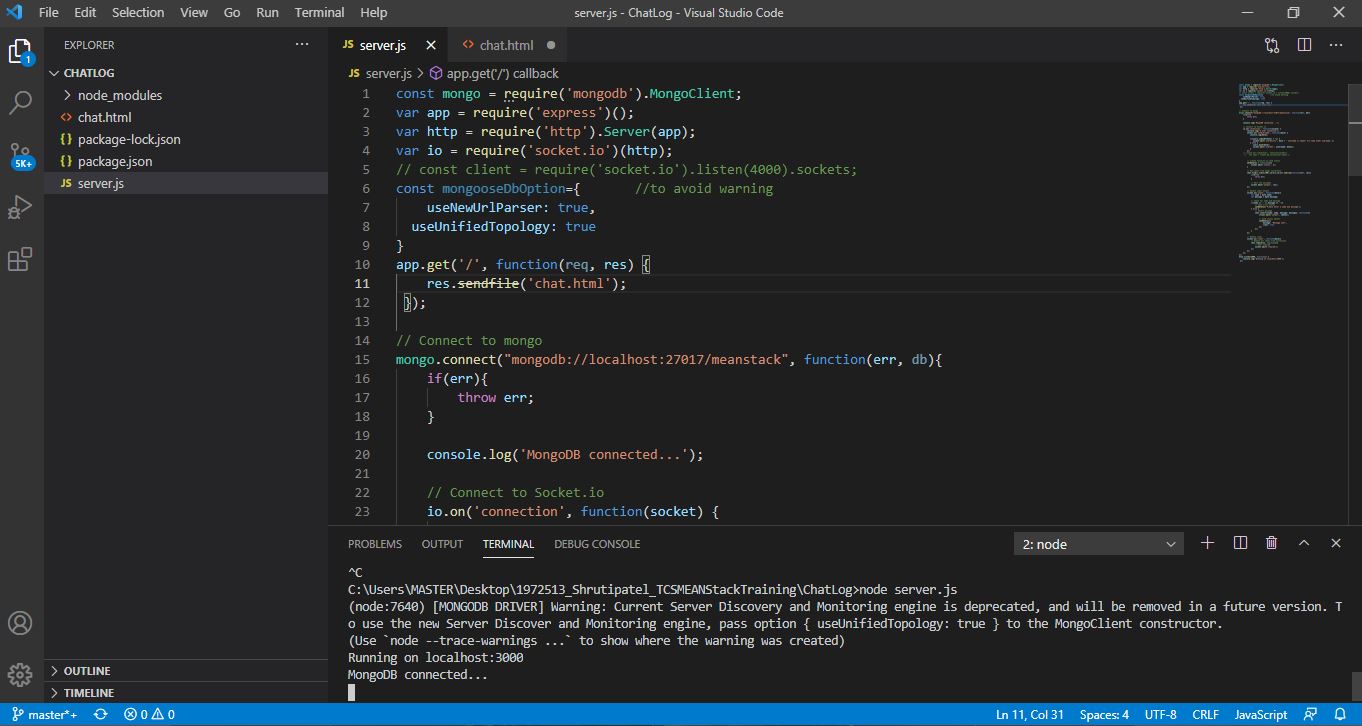 File Edit Selection View Go Run Terminal Help
server.js - ChatLog - Visual Studio Code
EXPLORER
CHATLOG
node_modules
chat.html
package-lock.json
package.json
server.js
OUTLINE
TIMELINE
1
5K+
JS server.js
chat.html
JS server.js > app.get('/') callback
1 const mongo = require('mongodb').MongoClient;
2 var app = require('express')();
3 var http = require('http').Server(app);
4 var io = require('socket.io')(http);
5 // const client = require('socket.io').listen(4000).sockets;
6 const mongooseDbOption={ //to avoid warning
7 useNewUrlParser: true,
8 useUnifiedTopology: true
9 }
10 app.get('/', function(req, res) {
11 res.sendfile('chat.html');
12 });
13
14 // Connect to mongo
15 mongo.connect("mongodb://localhost:27017/meanstack", function(err, db){
16 if(err){
17 throw err;
18 }
19
20 console.log('MongoDB connected...');
21
22 // Connect to Socket.io
23 io.on('connection', function(socket) {
PROBLEMS OUTPUT TERMINAL DEBUG CONSOLE
2: node
^C
C:\Users\MASTER\Desktop\1972513_Shrutipatel_TCSMEANStackTraining\ChatLog>node server.js
(node:7640) [MONGODB DRIVER] Warning: Current Server Discovery and Monitoring engine is deprecated, and will be removed in a future version. T
o use the new Server Discover and Monitoring engine, pass option { useUnifiedTopology: true } to the MongoClient constructor.
(Use `node --trace-warnings ...` to show where the warning was created)
Running on localhost:3000
MongoDB connected...
master*+ 0 0
Ln 11, Col 31 Spaces: 4 UTF-8 CRLF JavaScript